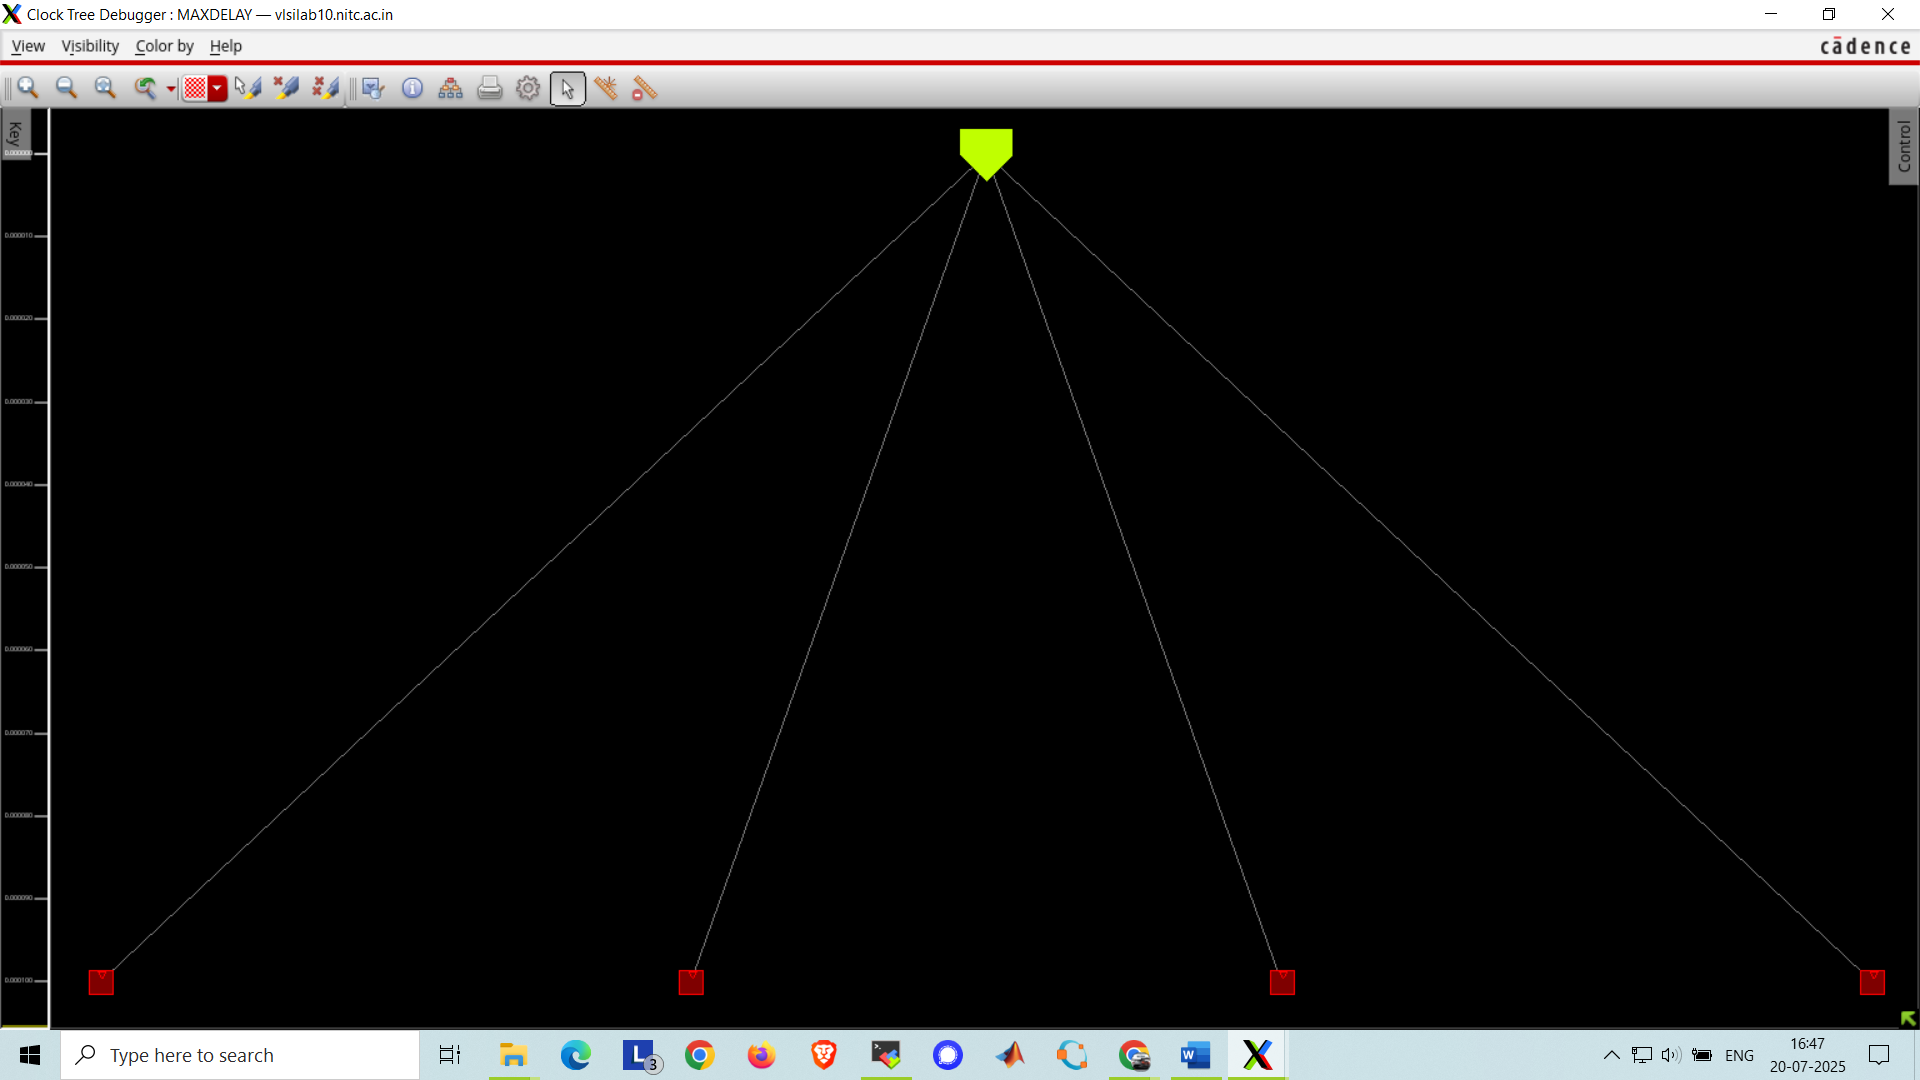 Clock Tree Debugger : MAXDELAY — vlsilab10.nitc.ac.in
View Visibility Color by Help
cādence
Key
Control
0.000000
0.000010
0.000020
0.000030
0.000040
0.000050
0.000060
0.000070
0.000080
0.000090
0.000100
Type here to search
L
3
W
ENG
16:47
20-07-2025